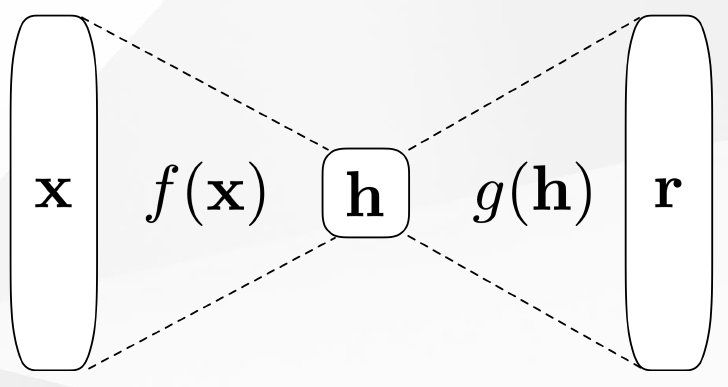 x f(x) h g(h) r